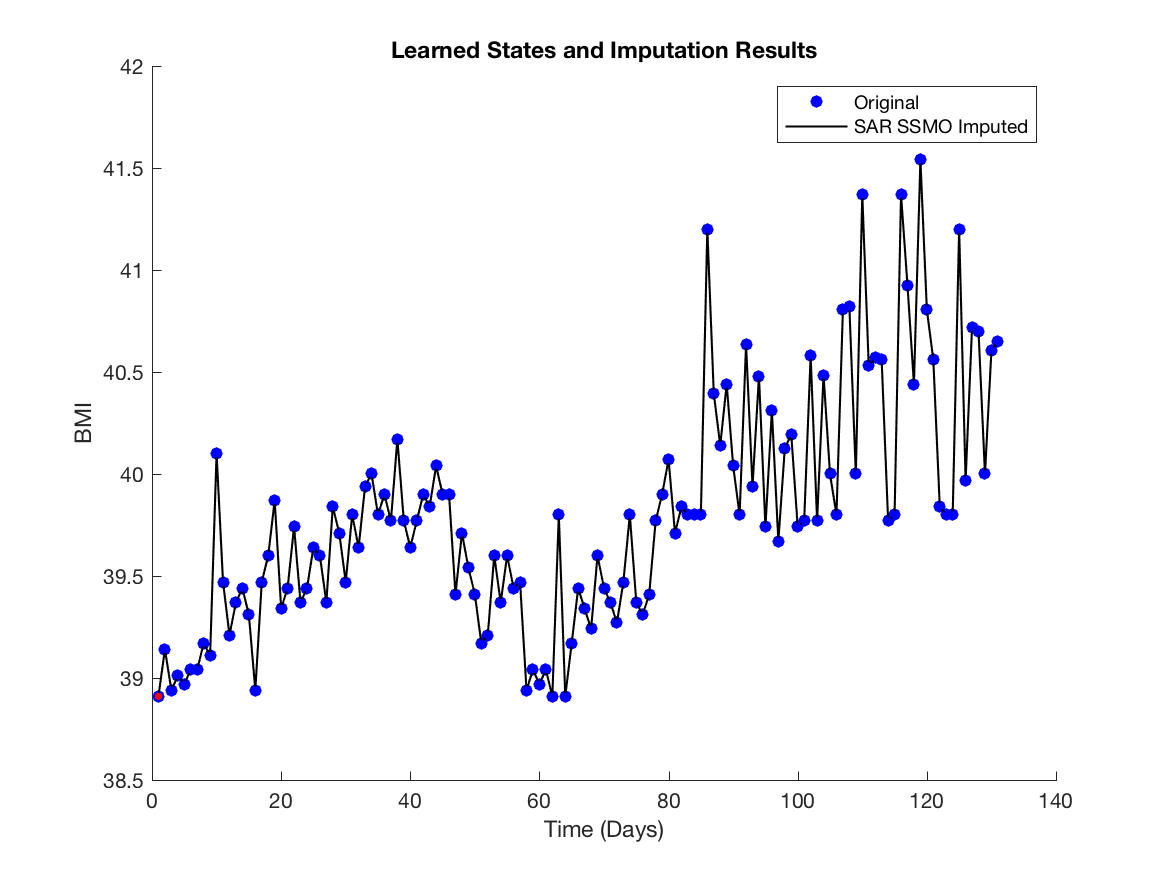 Learned States and Imputation Results
42
Original
SAR SSMO Imputed
41.5
41
40.5
BMI
40
39.5
39
38.5
0 20 40 60 80 100 120 140
Time (Days)